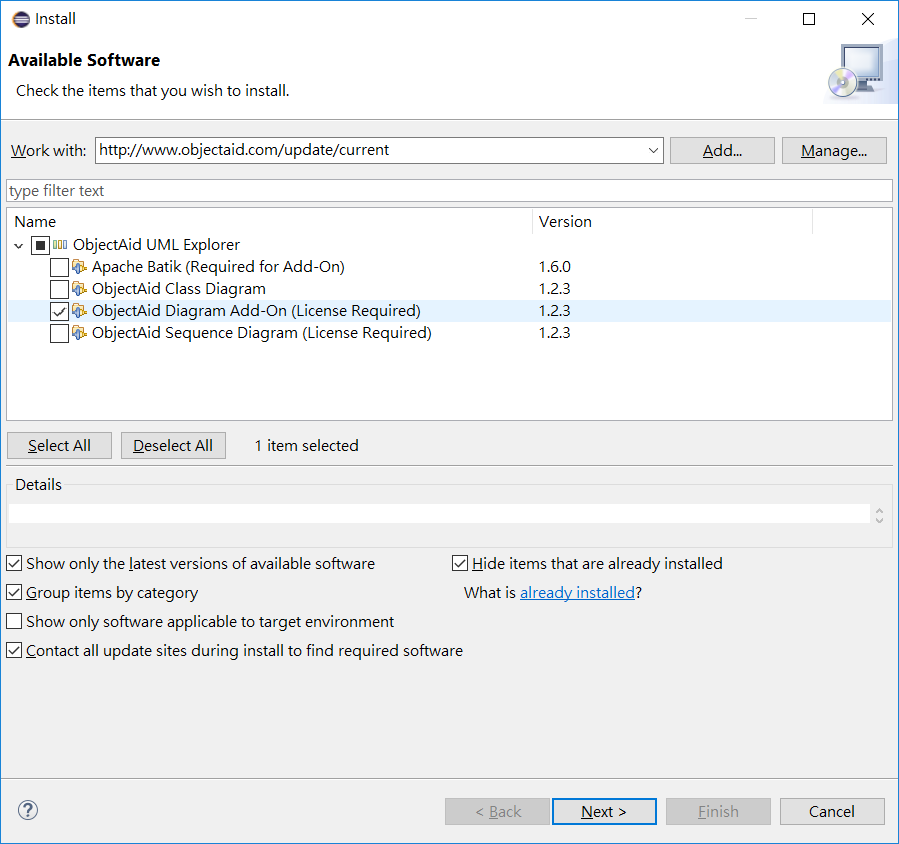 Install
Available Software
Check the items that you wish to install.
Work with: http://www.objectaid.com/update/current Add... Manage...
type filter text
Name Version
ObjectAid UML Explorer
Apache Batik (Required for Add-On) 1.6.0
ObjectAid Class Diagram 1.2.3
ObjectAid Diagram Add-On (License Required) 1.2.3
ObjectAid Sequence Diagram (License Required) 1.2.3
Select All Deselect All 1 item selected
Details
Show only the latest versions of available software Hide items that are already installed
Group items by category What is already installed?
Show only software applicable to target environment
Contact all update sites during install to find required software
? < Back Next > Finish Cancel